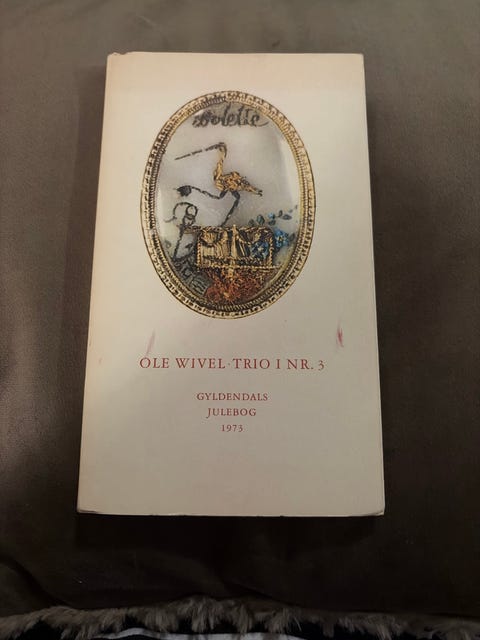 OLE WIVEL · TRIO I NR. 3
GYLDENDALS
JULEBOG
1973